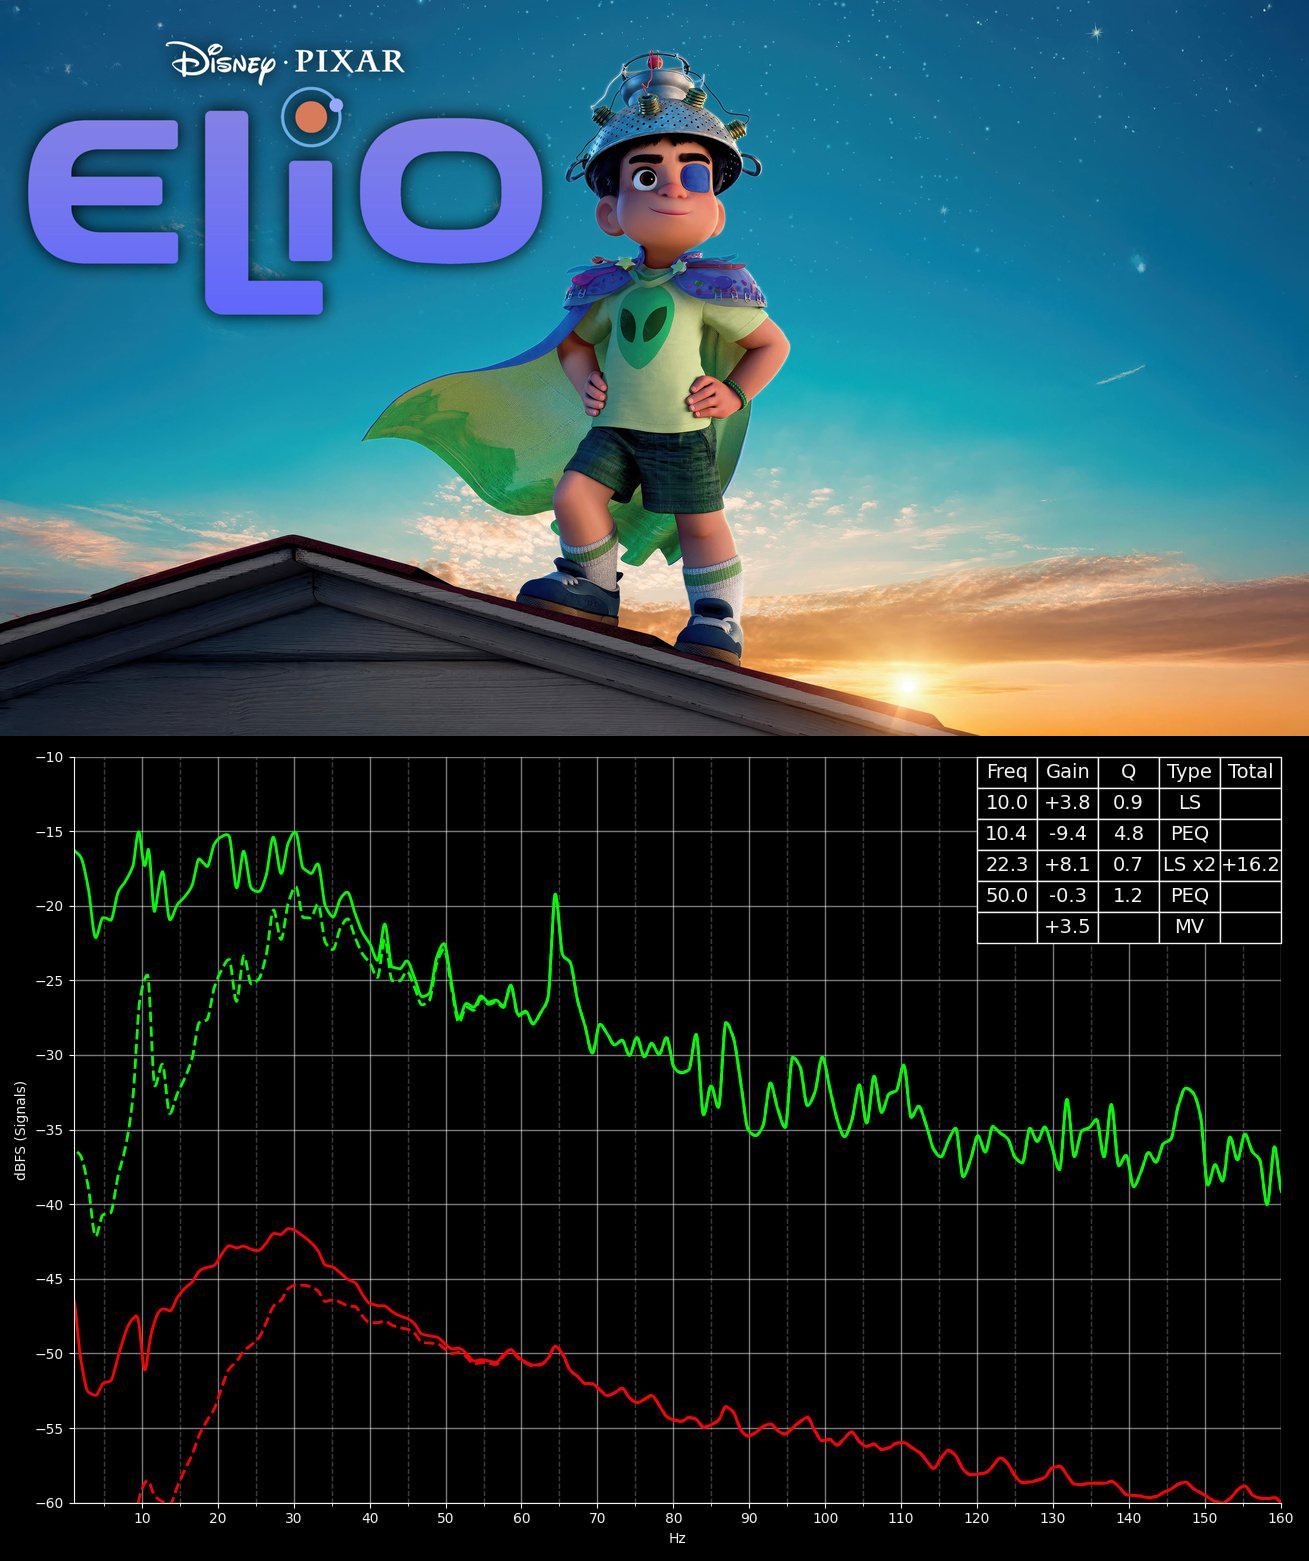 DISNEY · PIXAR
ELiO
Freq Gain Q Type Total
10.0 +3.8 0.9 LS
10.4 -9.4 4.8 PEQ
22.3 +8.1 0.7 LS x2 +16.2
50.0 -0.3 1.2 PEQ
+3.5 MV
−10
−15
−20
−25
−30
−35
−40
−45
−50
−55
−60
dBFS (Signals)
10 20 30 40 50 60 70 80 90 100 110 120 130 140 150 160
Hz